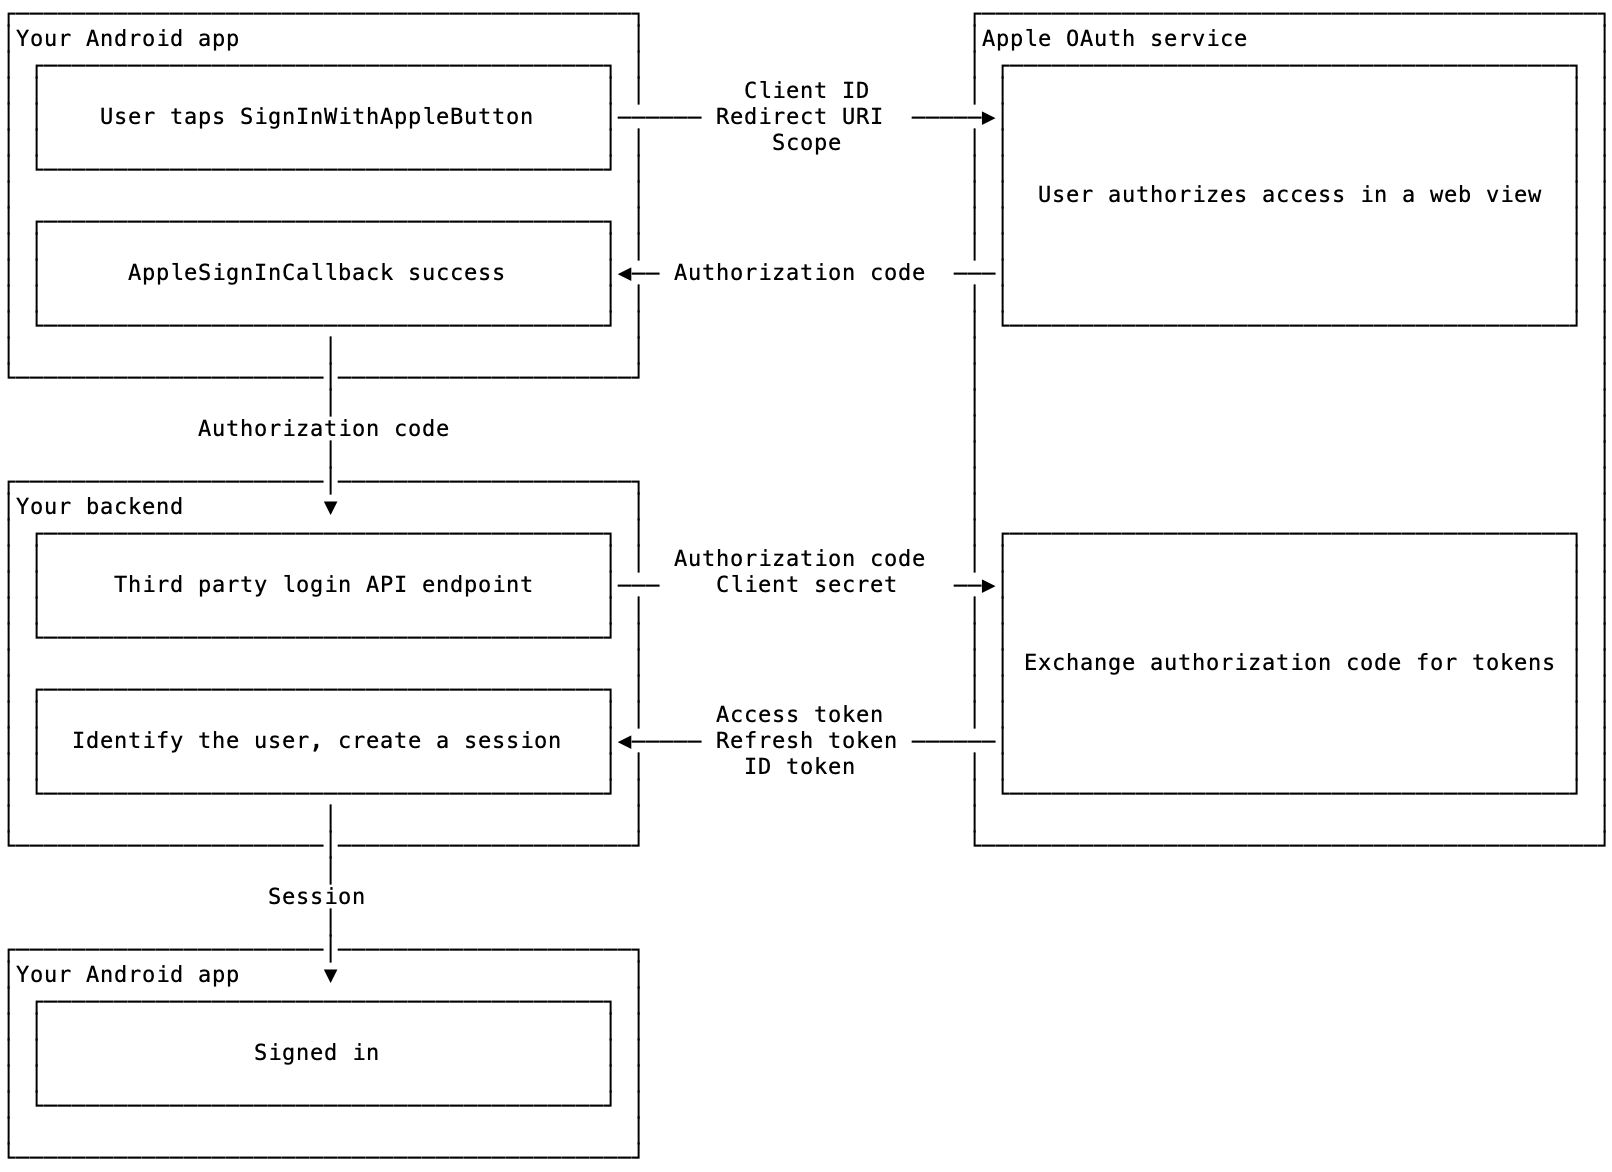 Your Android app
Apple OAuth service
User taps SignInWithAppleButton
Client ID
Redirect URI
Scope
User authorizes access in a web view
AppleSignInCallback success
Authorization code
Authorization code
Your backend
Third party login API endpoint
Authorization code
Client secret
Exchange authorization code for tokens
Identify the user, create a session
Access token
Refresh token
ID token
Session
Your Android app
Signed in